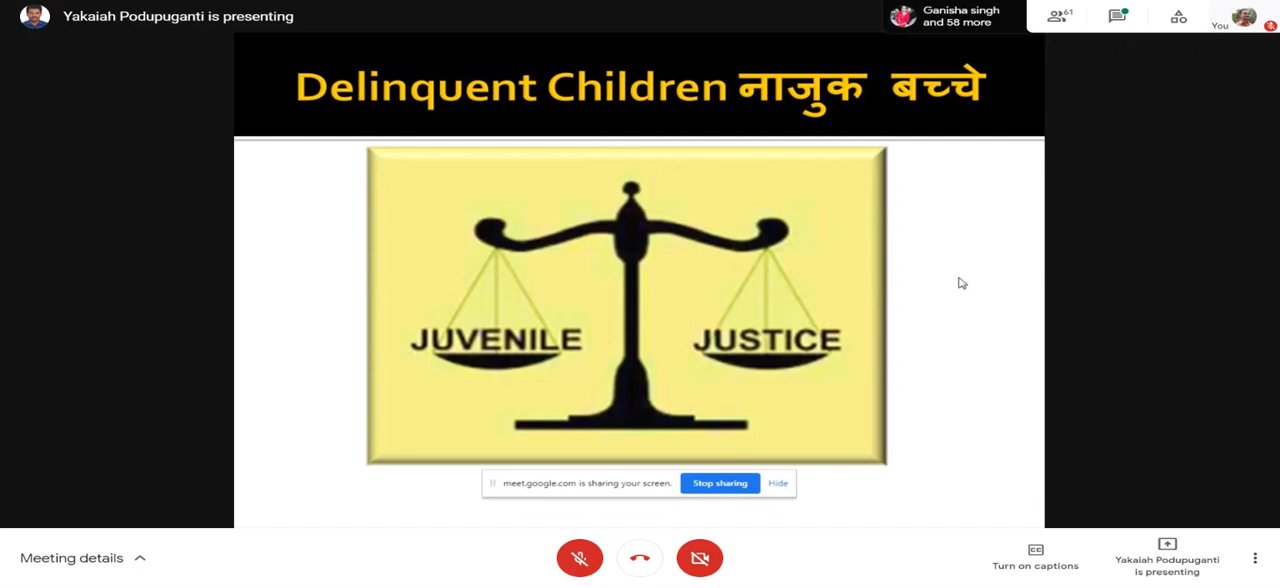 Yakaiah Podupuganti is presenting
Ganisha singh
and 58 more
61
You
Delinquent Children नाजुक बच्चे
JUVENILE JUSTICE
meet.google.com is sharing your screen. Stop sharing Hide
Meeting details
CC
Turn on captions
Yakaiah Podupuganti
is presenting